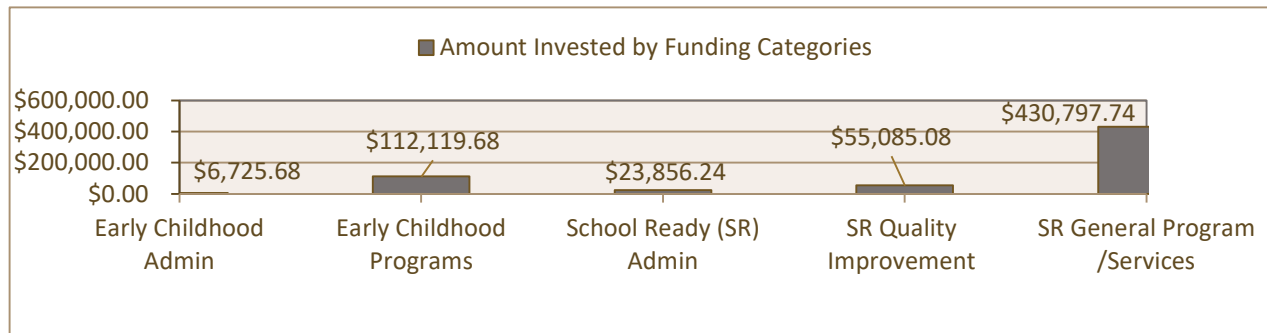 Amount Invested by Funding Categories
$600,000.00
$400,000.00
$200,000.00
$0.00
$6,725.68
$112,119.68
$23,856.24
$55,085.08
$430,797.74
Early Childhood
Admin
Early Childhood
Programs
School Ready (SR)
Admin
SR Quality
Improvement
SR General Program
/Services